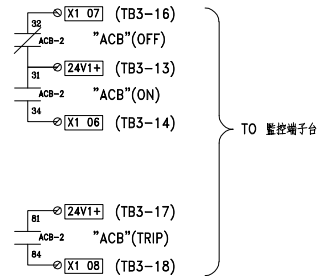 32 X1 07 (TB3-16)
ACB-2 "ACB"(OFF)
31 24V1+ (TB3-13)
ACB-2 "ACB"(ON)
34 X1 06 (TB3-14)
TO 監控端子台
81 24V1+ (TB3-17)
ACB-2 "ACB"(TRIP)
84 X1 08 (TB3-18)